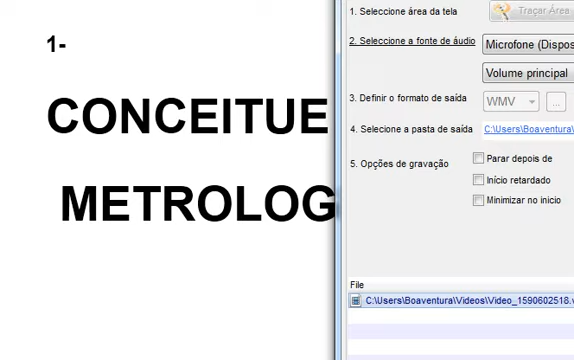 1-
CONCEITUE
METROLOG
1. Seleccione área da tela
Traçar Área
2. Seleccione a fonte de áudio
Microfone (Dispos
Volume principal
3. Definir o formato de saída
WMV
...
4. Selecione a pasta de saída
C:\Users\Boaventura\
5. Opções de gravação
Parar depois de
Início retardado
Minimizar no inicio
File
C:\Users\Boaventura\Videos\Video_1590602518.